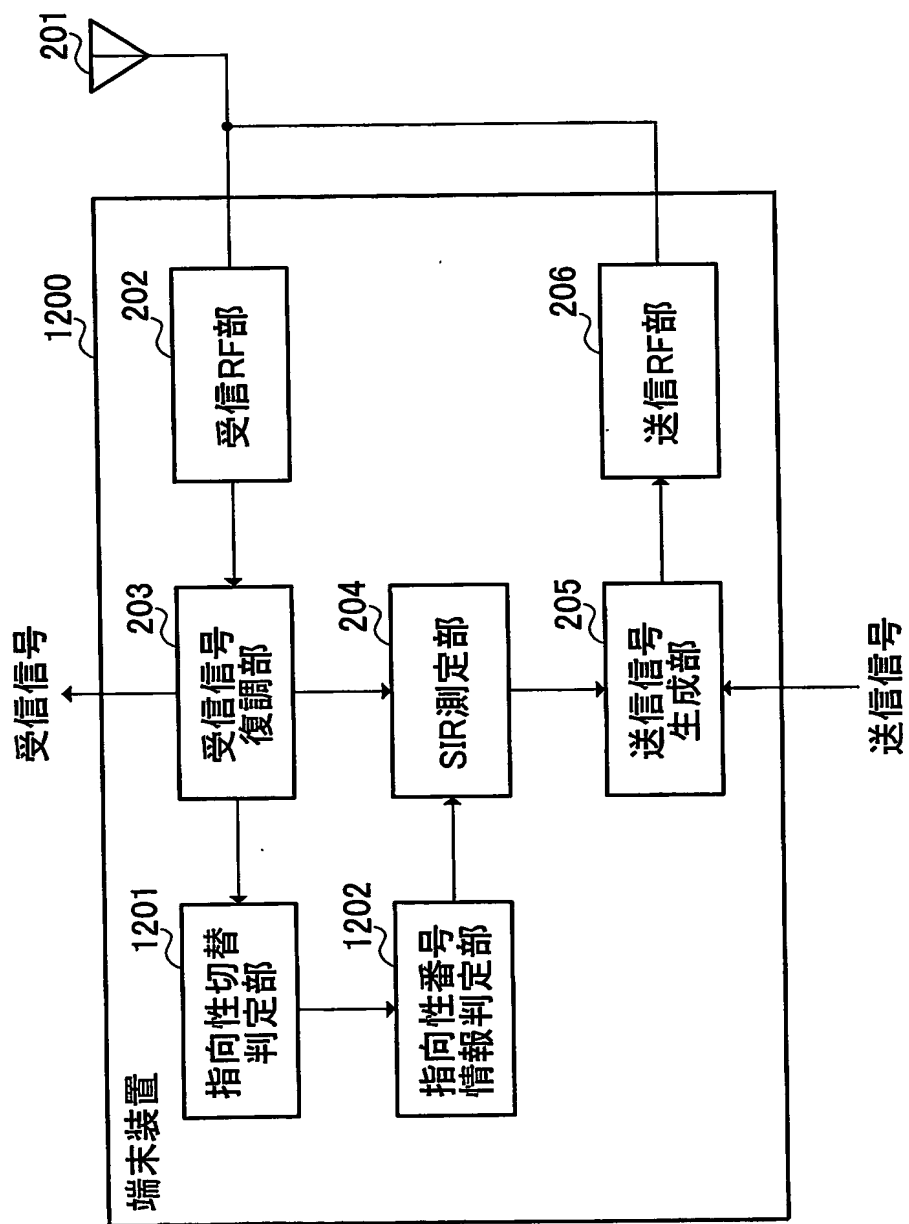 201
1200
202
受信RF部
206
送信RF部
受信信号
203
受信信号
復調部
204
SIR測定部
205
送信信号
生成部
送信信号
1201
指向性切替
判定部
1202
指向性番号
情報判定部
端末装置